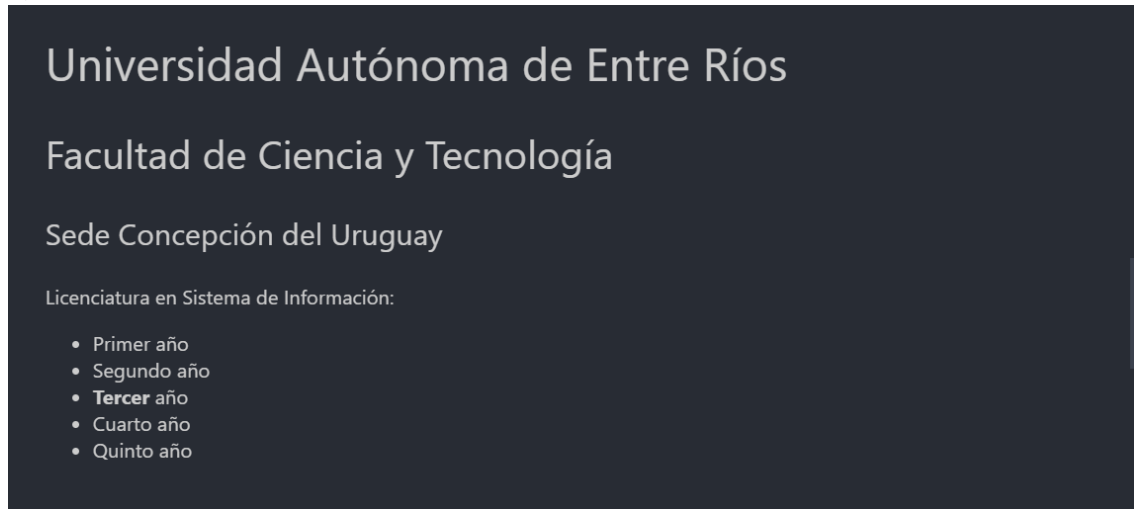 Universidad Autónoma de Entre Ríos
Facultad de Ciencia y Tecnología
Sede Concepción del Uruguay
Licenciatura en Sistema de Información:
• Primer año
• Segundo año
• Tercer año
• Cuarto año
• Quinto año